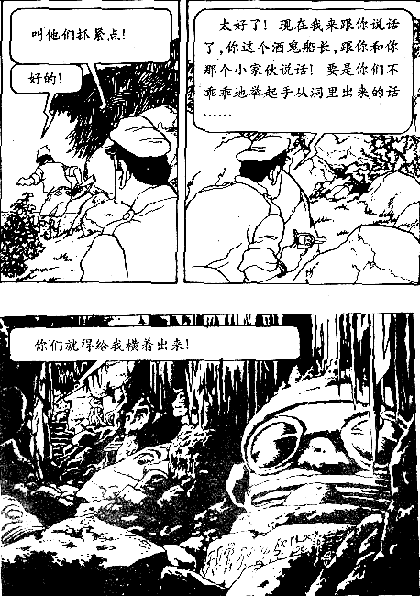 叫他们抓紧点!
好的!
太好了! 现在我来跟你说话
了,你这个酒鬼船长,跟你和你
那个小家伙说话! 要是你们不
乖乖地举起手从洞里出来的话
……
你们就得给我横着出来!